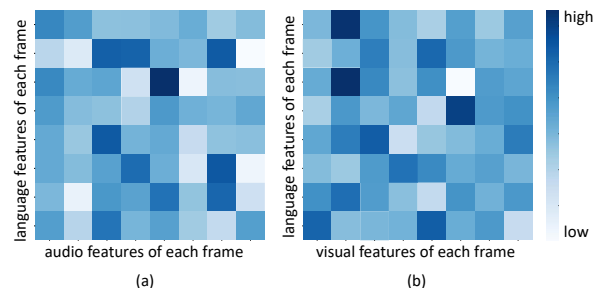 language features of each frame
audio features of each frame
(a)
language features of each frame
visual features of each frame
(b)
high
low